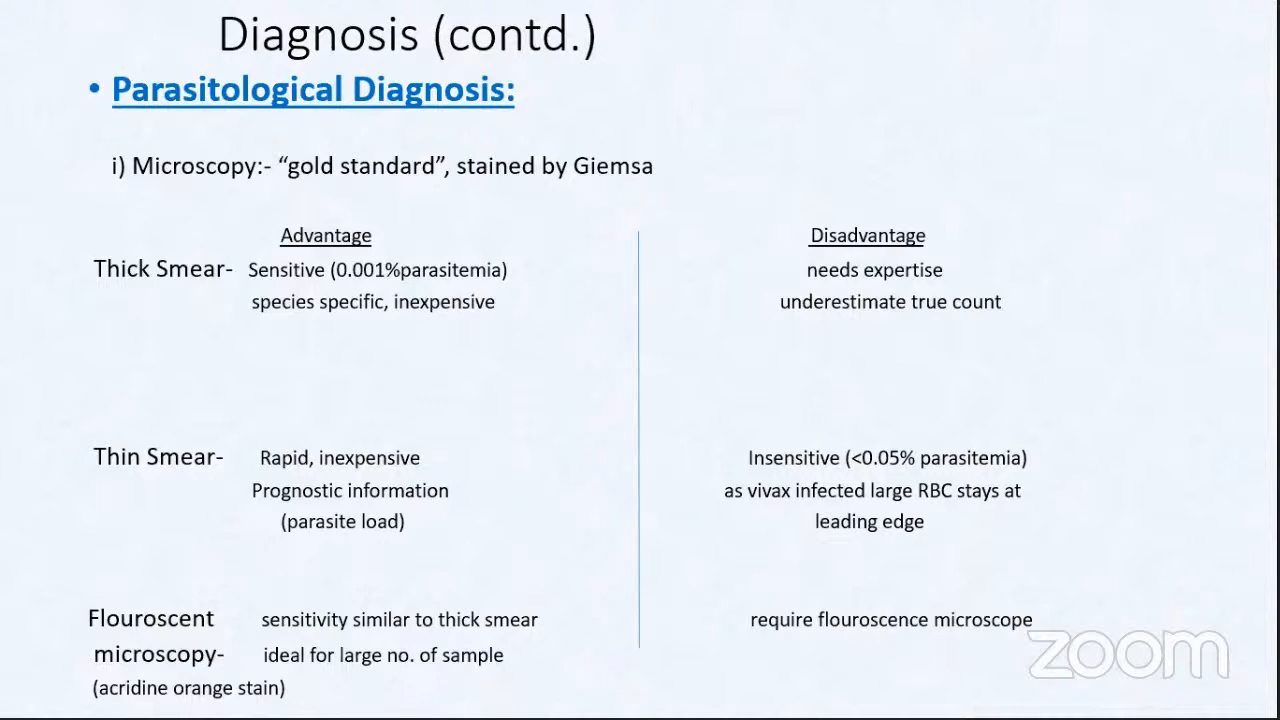 Diagnosis (contd.)
• Parasitological Diagnosis:
i) Microscopy:- “gold standard”, stained by Giemsa
Advantage Disadvantage
Thick Smear- Sensitive (0.001%parasitemia) needs expertise
species specific, inexpensive underestimate true count
Thin Smear- Rapid, inexpensive Insensitive (<0.05% parasitemia)
Prognostic information as vivax infected large RBC stays at
(parasite load) leading edge
Flouroscent sensitivity similar to thick smear require flouroscence microscope
microscopy- ideal for large no. of sample
(acridine orange stain)
zoom